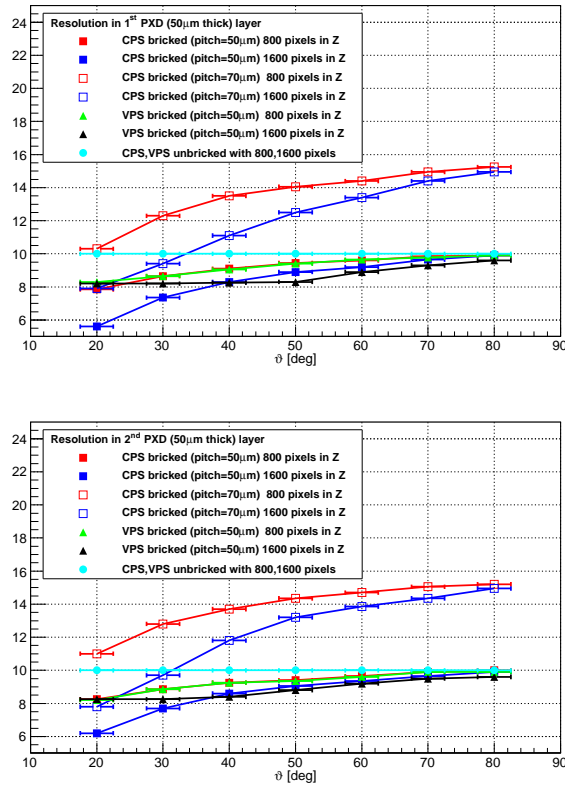 24
22
20
18
16
14
12
10
8
6
Resolution in 1st PXD (50μm thick) layer
CPS bricked (pitch=50μm) 800 pixels in Z
CPS bricked (pitch=50μm) 1600 pixels in Z
CPS bricked (pitch=70μm) 800 pixels in Z
CPS bricked (pitch=70μm) 1600 pixels in Z
VPS bricked (pitch=50μm) 800 pixels in Z
VPS bricked (pitch=50μm) 1600 pixels in Z
CPS,VPS unbricked with 800,1600 pixels
10 20 30 40 50 60 70 80 90
ϑ [deg]
24
22
20
18
16
14
12
10
8
6
Resolution in 2nd PXD (50μm thick) layer
CPS bricked (pitch=50μm) 800 pixels in Z
CPS bricked (pitch=50μm) 1600 pixels in Z
CPS bricked (pitch=70μm) 800 pixels in Z
CPS bricked (pitch=70μm) 1600 pixels in Z
VPS bricked (pitch=50μm) 800 pixels in Z
VPS bricked (pitch=50μm) 1600 pixels in Z
CPS,VPS unbricked with 800,1600 pixels
10 20 30 40 50 60 70 80 90
ϑ [deg]